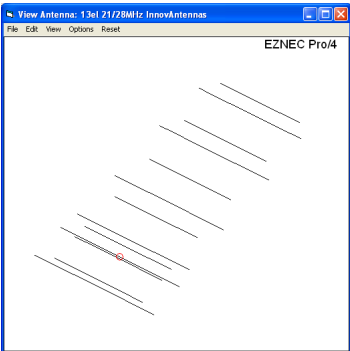 View Antenna: 13el 21/28MHz InnovAntennas
File Edit View Options Reset
EZNEC Pro/4